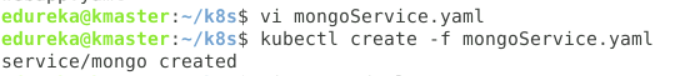 edureka@kmaster:~/k8s$ vi mongoService.yaml
edureka@kmaster:~/k8s$ kubectl create -f mongoService.yaml
service/mongo created